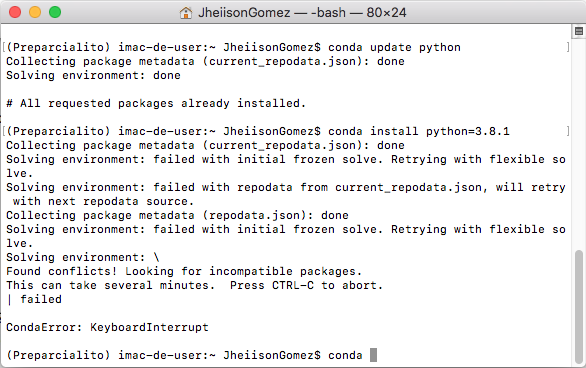 JheiisonGomez — -bash — 80×24
[(Preparcialito) imac-de-user:~ JheiisonGomez$ conda update python ]
Collecting package metadata (current_repodata.json): done
Solving environment: done
# All requested packages already installed.
[(Preparcialito) imac-de-user:~ JheiisonGomez$ conda install python=3.8.1 ]
Collecting package metadata (current_repodata.json): done
Solving environment: failed with initial frozen solve. Retrying with flexible so
lve.
Solving environment: failed with repodata from current_repodata.json, will retry
 with next repodata source.
Collecting package metadata (repodata.json): done
Solving environment: failed with initial frozen solve. Retrying with flexible so
lve.
Solving environment: \
Found conflicts! Looking for incompatible packages.
This can take several minutes.  Press CTRL-C to abort.
| failed
CondaError: KeyboardInterrupt
(Preparcialito) imac-de-user:~ JheiisonGomez$ conda